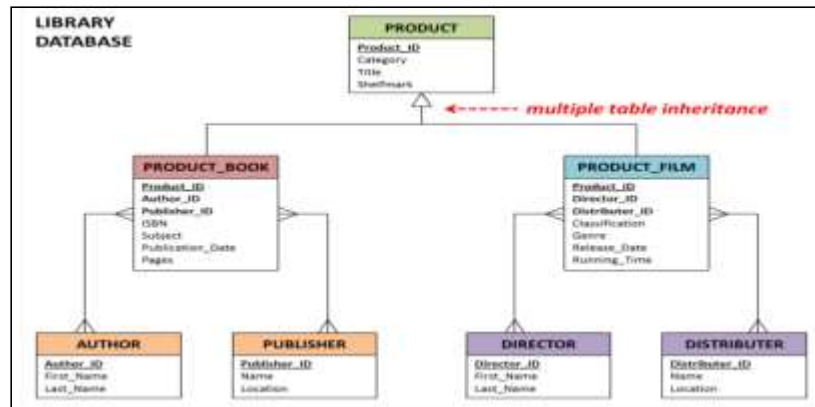 LIBRARY
DATABASE
PRODUCT
Product_ID
Category
Title
Shelfmark
multiple table inheritance
PRODUCT_BOOK
Product_ID
Author_ID
Publisher_ID
ISBN
Subject
Publication_Date
Pages
PRODUCT_FILM
Product_ID
Director_ID
Distributer_ID
Classification
Genre
Release_Date
Running_Time
AUTHOR
Author_ID
First_Name
Last_Name
PUBLISHER
Publisher_ID
Name
Location
DIRECTOR
Director_ID
First_Name
Last_Name
DISTRIBUTER
Distributer_ID
Name
Location